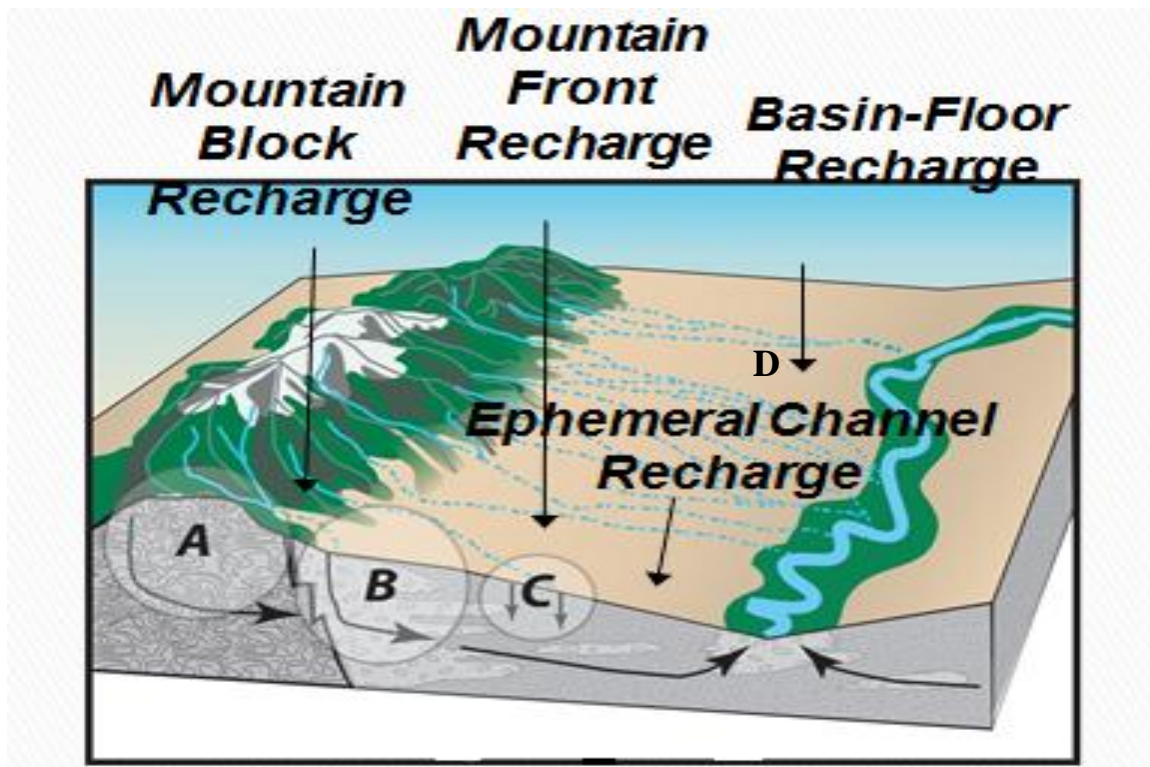 Mountain
Block
Recharge
Mountain
Front
Recharge
Basin-Floor
Recharge
D
Ephemeral Channel
Recharge
A
B
C